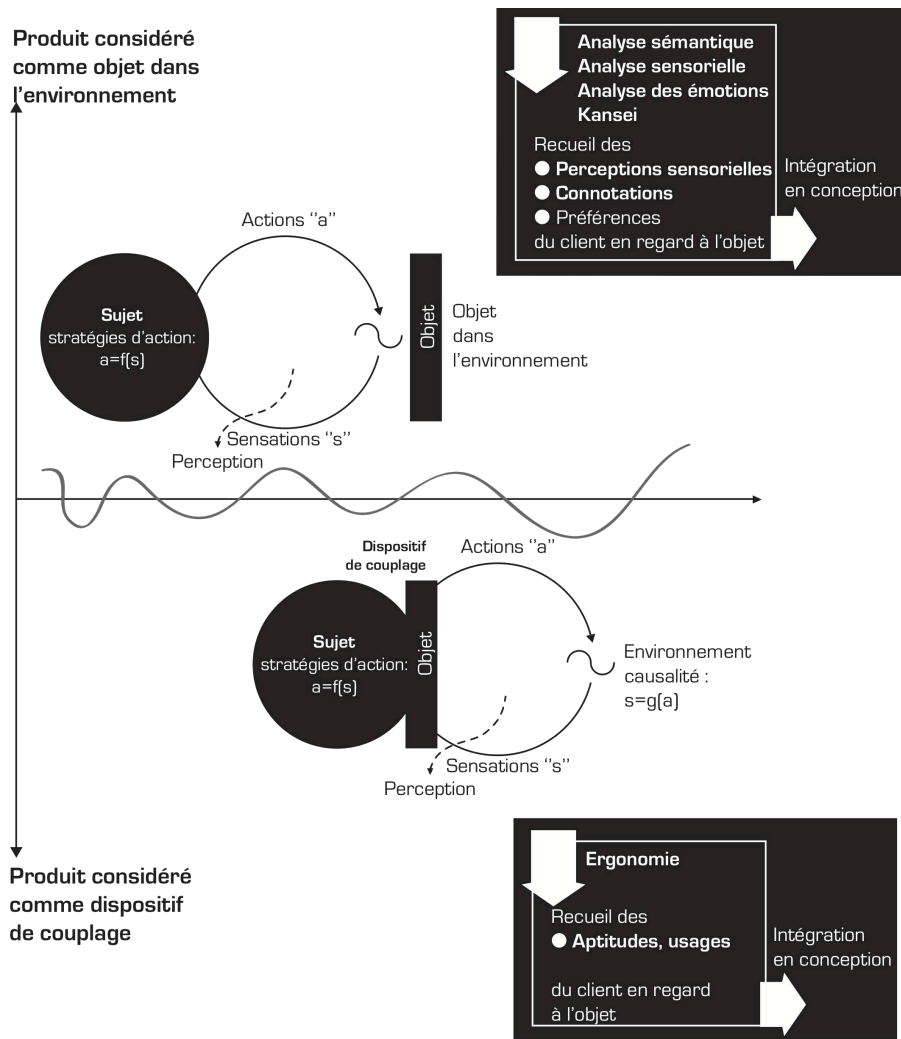 Produit considéré
comme objet dans
l'environnement
Analyse sémantique
Analyse sensorielle
Analyse des émotions
Kansei
Recueil des
● Perceptions sensorielles
● Connotations
● Préférences
du client en regard à l'objet
Intégration
en conception
Actions ''a''
Sujet
stratégies d'action:
a=f(s)
Objet
Objet
dans
l'environnement
Sensations ''s''
Perception
Dispositif
de couplage
Actions ''a''
Sujet
stratégies d'action:
a=f(s)
Objet
Environnement
causalité :
s=g(a)
Sensations ''s''
Perception
Produit considéré
comme dispositif
de couplage
Ergonomie
Recueil des
● Aptitudes, usages
du client en regard
à l'objet
Intégration
en conception